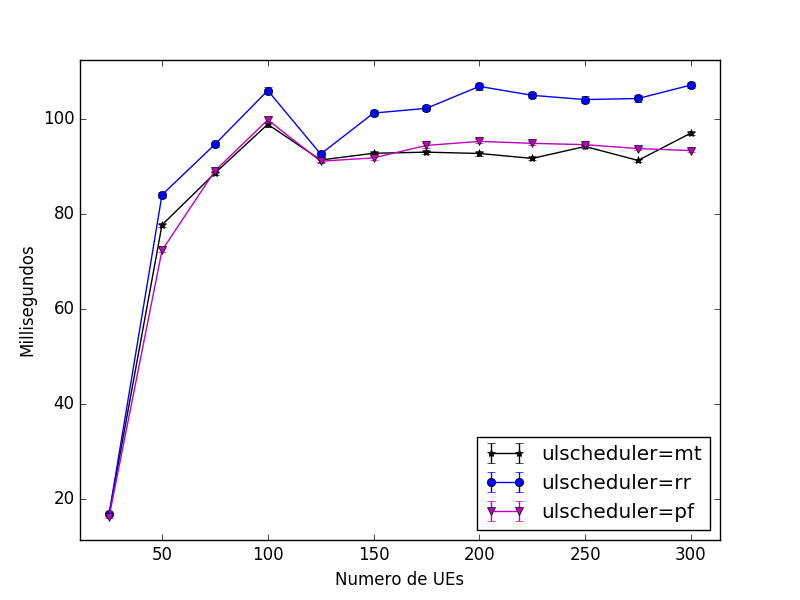 100
80
60
40
20
Millisegundos
50 100 150 200 250 300
Numero de UEs
ulscheduler=mt
ulscheduler=rr
ulscheduler=pf